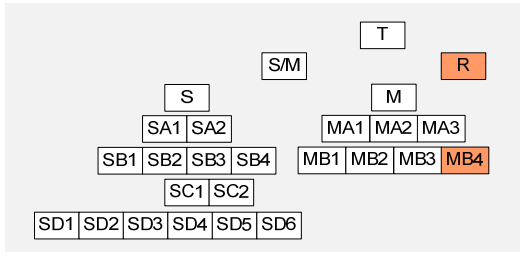 T
S/M R
S M
SA1 SA2 MA1 MA2 MA3
SB1 SB2 SB3 SB4 MB1 MB2 MB3 MB4
SC1 SC2
SD1 SD2 SD3 SD4 SD5 SD6